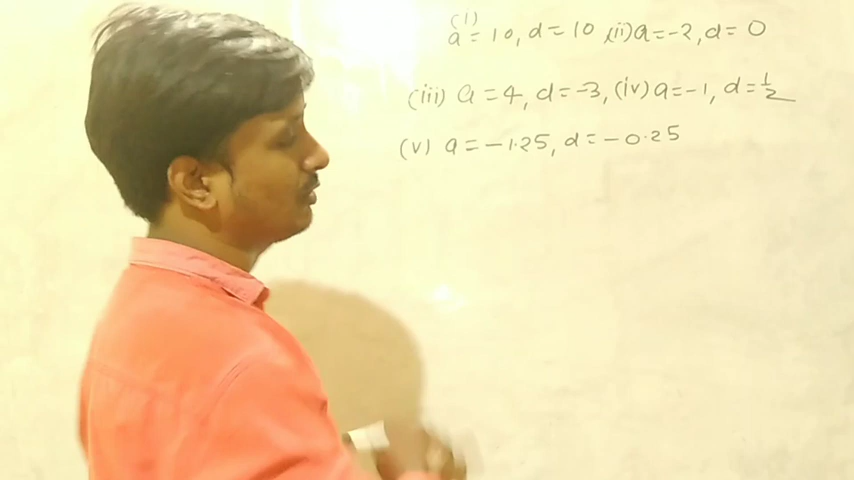 (i)
a = 10, d = 10 (ii) a = -2, d = 0
(iii) a = 4, d = -3, (iv) a = -1, d = 1/2
(v) a = -1.25, d = -0.25